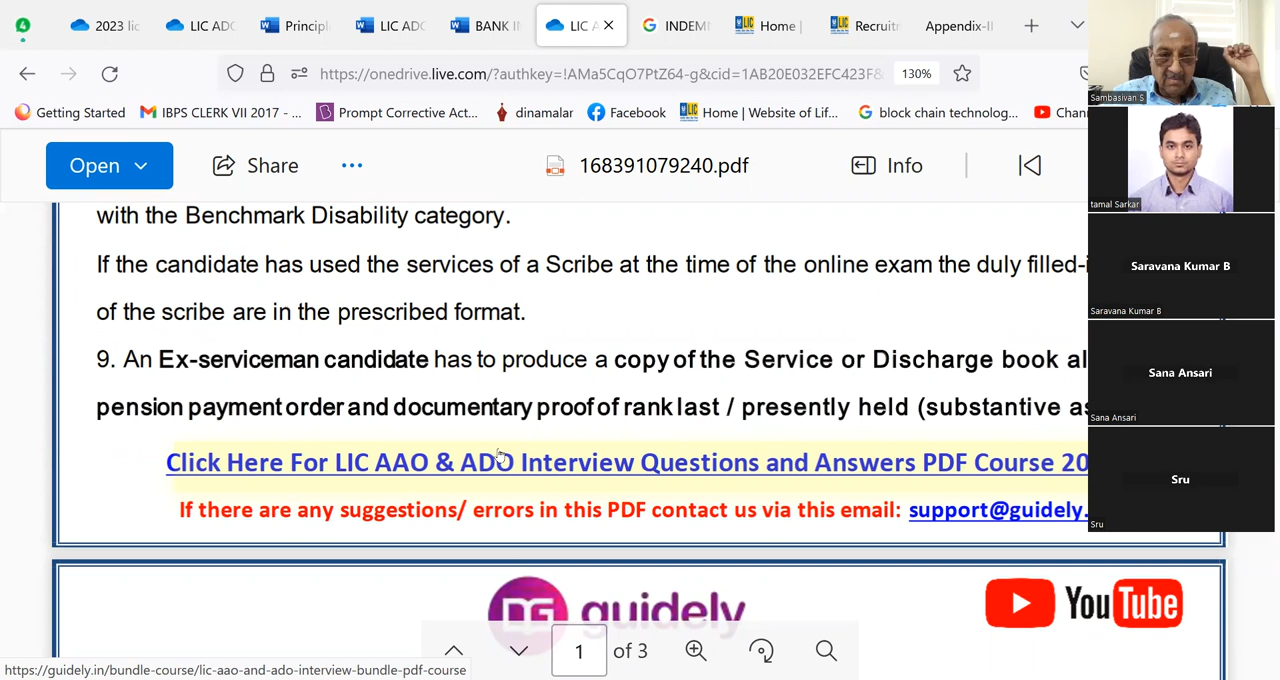 4
2023 lic
LIC ADO
Principle
LIC ADO
BANK IN
LIC A
INDEMN
LIC
Home |
LIC
Recruitm
Appendix-II
https://onedrive.live.com/?authkey=!AMa5CqO7PtZ64-g&cid=1AB20E032EFC423F&
130%
Getting Started
IBPS CLERK VII 2017 - ...
Prompt Corrective Act...
dinamalar
Facebook
LIC
Home | Website of Lif...
block chain technolog...
Chan
Open
Share
168391079240.pdf
Info
with the Benchmark Disability category.
If the candidate has used the services of a Scribe at the time of the online exam the duly filled-i
of the scribe are in the prescribed format.
9. An Ex-serviceman candidate has to produce a copy of the Service or Discharge book al
pension payment order and documentary proof of rank last / presently held (substantive as
Click Here For LIC AAO & ADO Interview Questions and Answers PDF Course 20
If there are any suggestions/ errors in this PDF contact us via this email: support@guidely.
guidely
YouTube
1 of 3
https://guidely.in/bundle-course/lic-aao-and-ado-interview-bundle-pdf-course
Sambasivan S
tamal Sarkar
Saravana Kumar B
Saravana Kumar B
Sana Ansari
Sana Ansari
Sru
Sru